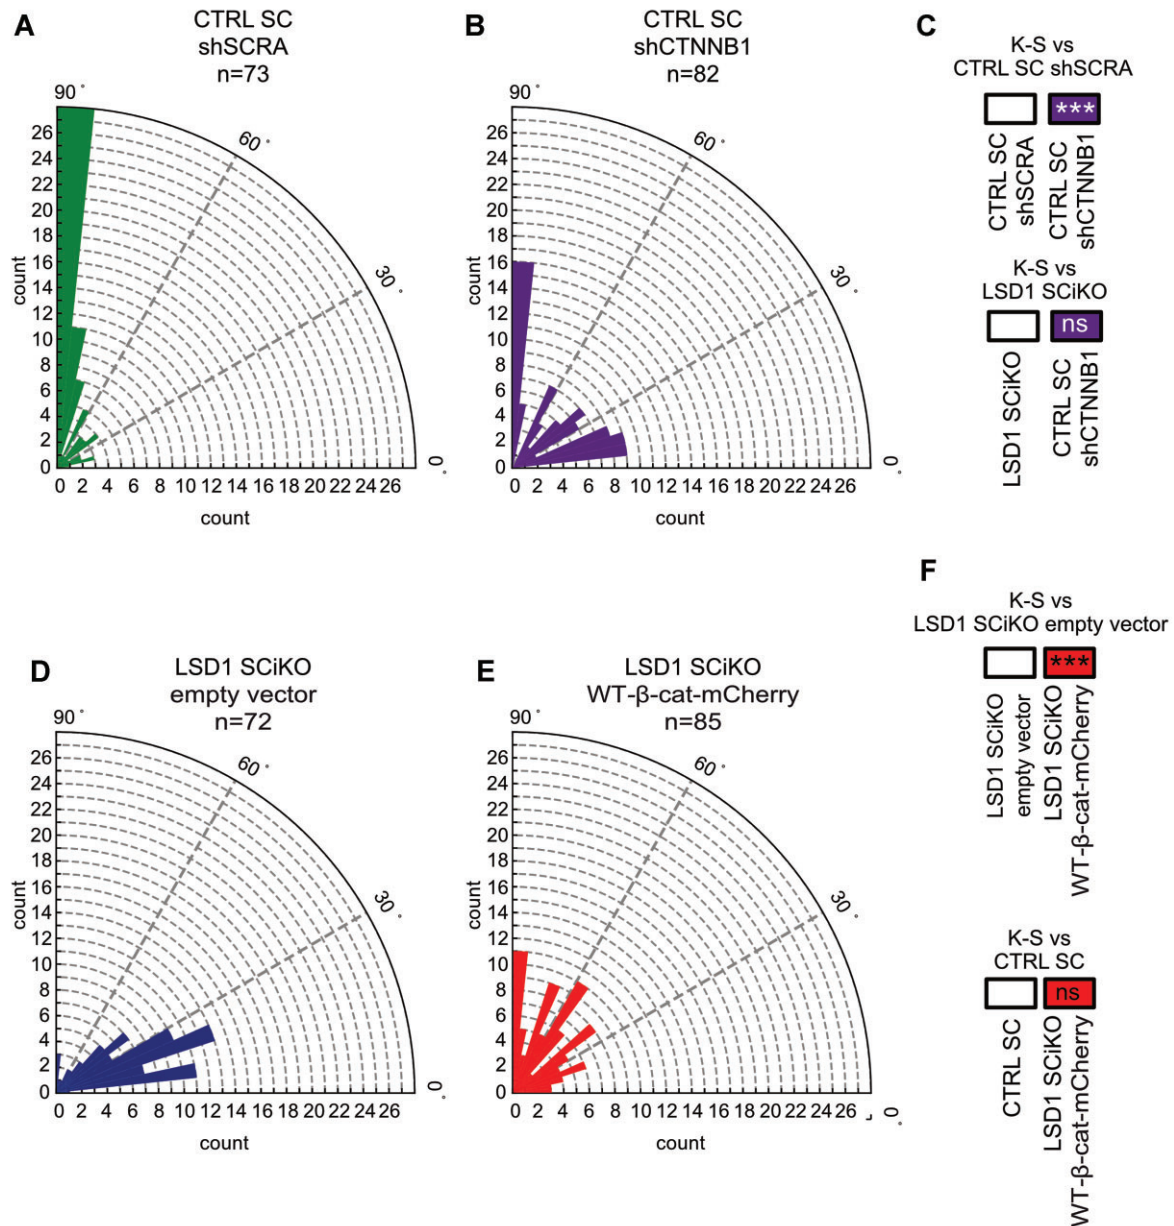 A
CTRL SC
shSCRA
n=73
90°
60°
30°
0°
count
26
24
22
20
18
16
14
12
10
8
6
4
2
0
0 2 4 6 8 10 12 14 16 18 20 22 24 26
count
B
CTRL SC
shCTNNB1
n=82
90°
60°
30°
0°
count
26
24
22
20
18
16
14
12
10
8
6
4
2
0
0 2 4 6 8 10 12 14 16 18 20 22 24 26
count
C
K-S vs
CTRL SC shSCRA
***
CTRL SC
shSCRA
CTRL SC
shCTNNB1
K-S vs
LSD1 SCiKO
ns
LSD1 SCiKO
CTRL SC
shCTNNB1
D
LSD1 SCiKO
empty vector
n=72
90°
60°
30°
0°
count
26
24
22
20
18
16
14
12
10
8
6
4
2
0
0 2 4 6 8 10 12 14 16 18 20 22 24 26
count
E
LSD1 SCiKO
WT-β-cat-mCherry
n=85
90°
60°
30°
0°
count
26
24
22
20
18
16
14
12
10
8
6
4
2
0
0 2 4 6 8 10 12 14 16 18 20 22 24 26
count
F
K-S vs
LSD1 SCiKO empty vector
***
LSD1 SCiKO
empty vector
LSD1 SCiKO
WT-β-cat-mCherry
K-S vs
CTRL SC
ns
CTRL SC
LSD1 SCiKO
WT-β-cat-mCherry